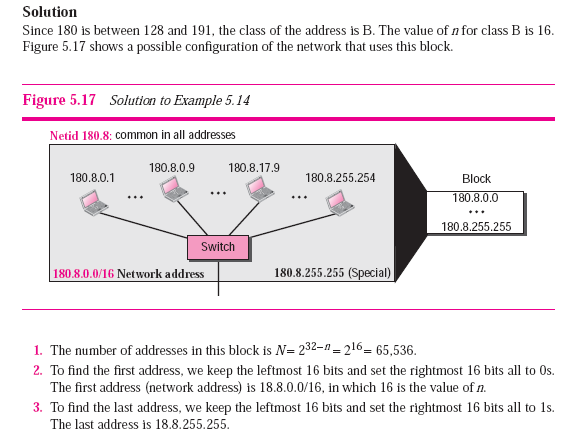 Solution
Since 180 is between 128 and 191, the class of the address is B. The value of n for class B is 16.
Figure 5.17 shows a possible configuration of the network that uses this block.
Figure 5.17 Solution to Example 5.14
Netid 180.8: common in all addresses
180.8.0.1
180.8.0.9
180.8.17.9
180.8.255.254
Switch
180.8.0.0/16 Network address
180.8.255.255 (Special)
Block
180.8.0.0
180.8.255.255
1. The number of addresses in this block is N= 2³²⁻ⁿ = 2¹⁶= 65,536.
2. To find the first address, we keep the leftmost 16 bits and set the rightmost 16 bits all to 0s.
The first address (network address) is 18.8.0.0/16, in which 16 is the value of n.
3. To find the last address, we keep the leftmost 16 bits and set the rightmost 16 bits all to 1s.
The last address is 18.8.255.255.